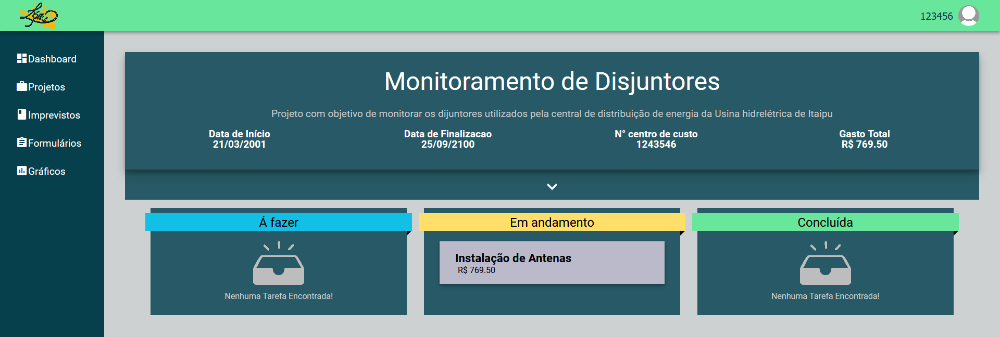 123456
Dashboard
Projetos
Imprevistos
Formulários
Gráficos
Monitoramento de Disjuntores
Projeto com objetivo de monitorar os dijuntores utilizados pela central de distribuição de energia da Usina hidrelétrica de Itaipu
Data de Início
21/03/2001
Data de Finalizacao
25/09/2100
N° centro de custo
1243546
Gasto Total
R$ 769.50
Á fazer
Nenhuma Tarefa Encontrada!
Em andamento
Instalação de Antenas
R$ 769.50
Concluída
Nenhuma Tarefa Encontrada!